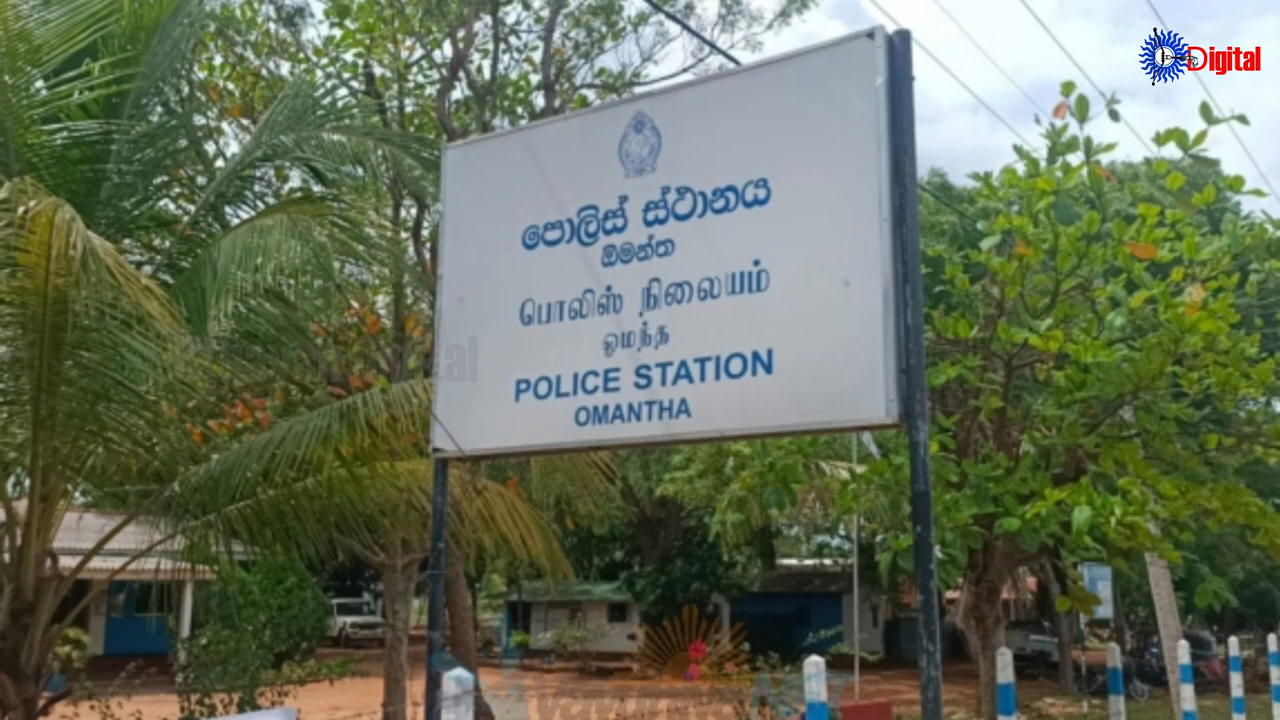 Digital
පොලිස් ස්ථානය
ඕමන්ත
பொலிஸ் நிலையம்
ஓமந்த
POLICE STATION
OMANTHA